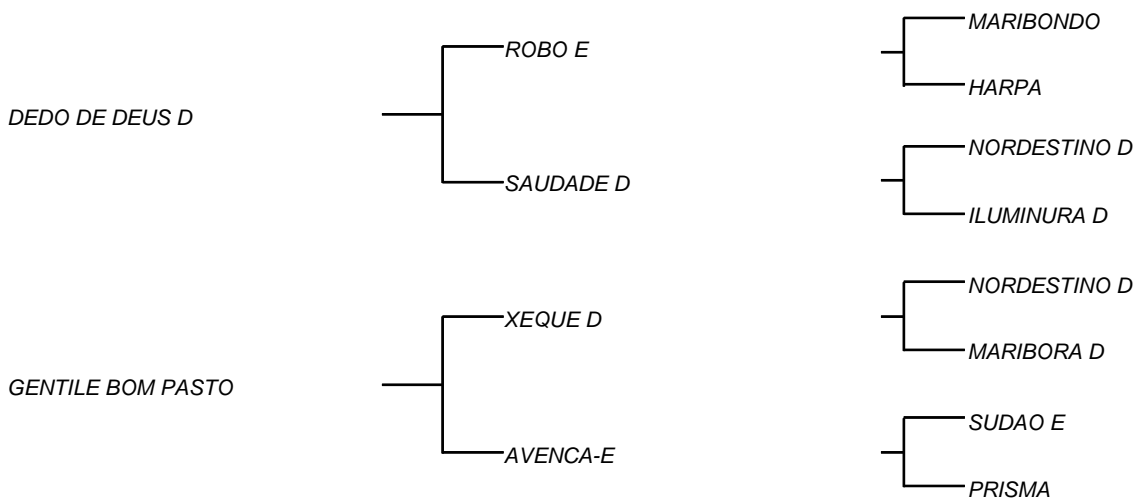 MARIBONDO
ROBO E
HARPA
DEDO DE DEUS D
NORDESTINO D
SAUDADE D
ILUMINURA D
NORDESTINO D
XEQUE D
MARIBORA D
GENTILE BOM PASTO
SUDAO E
AVENCA-E
PRISMA